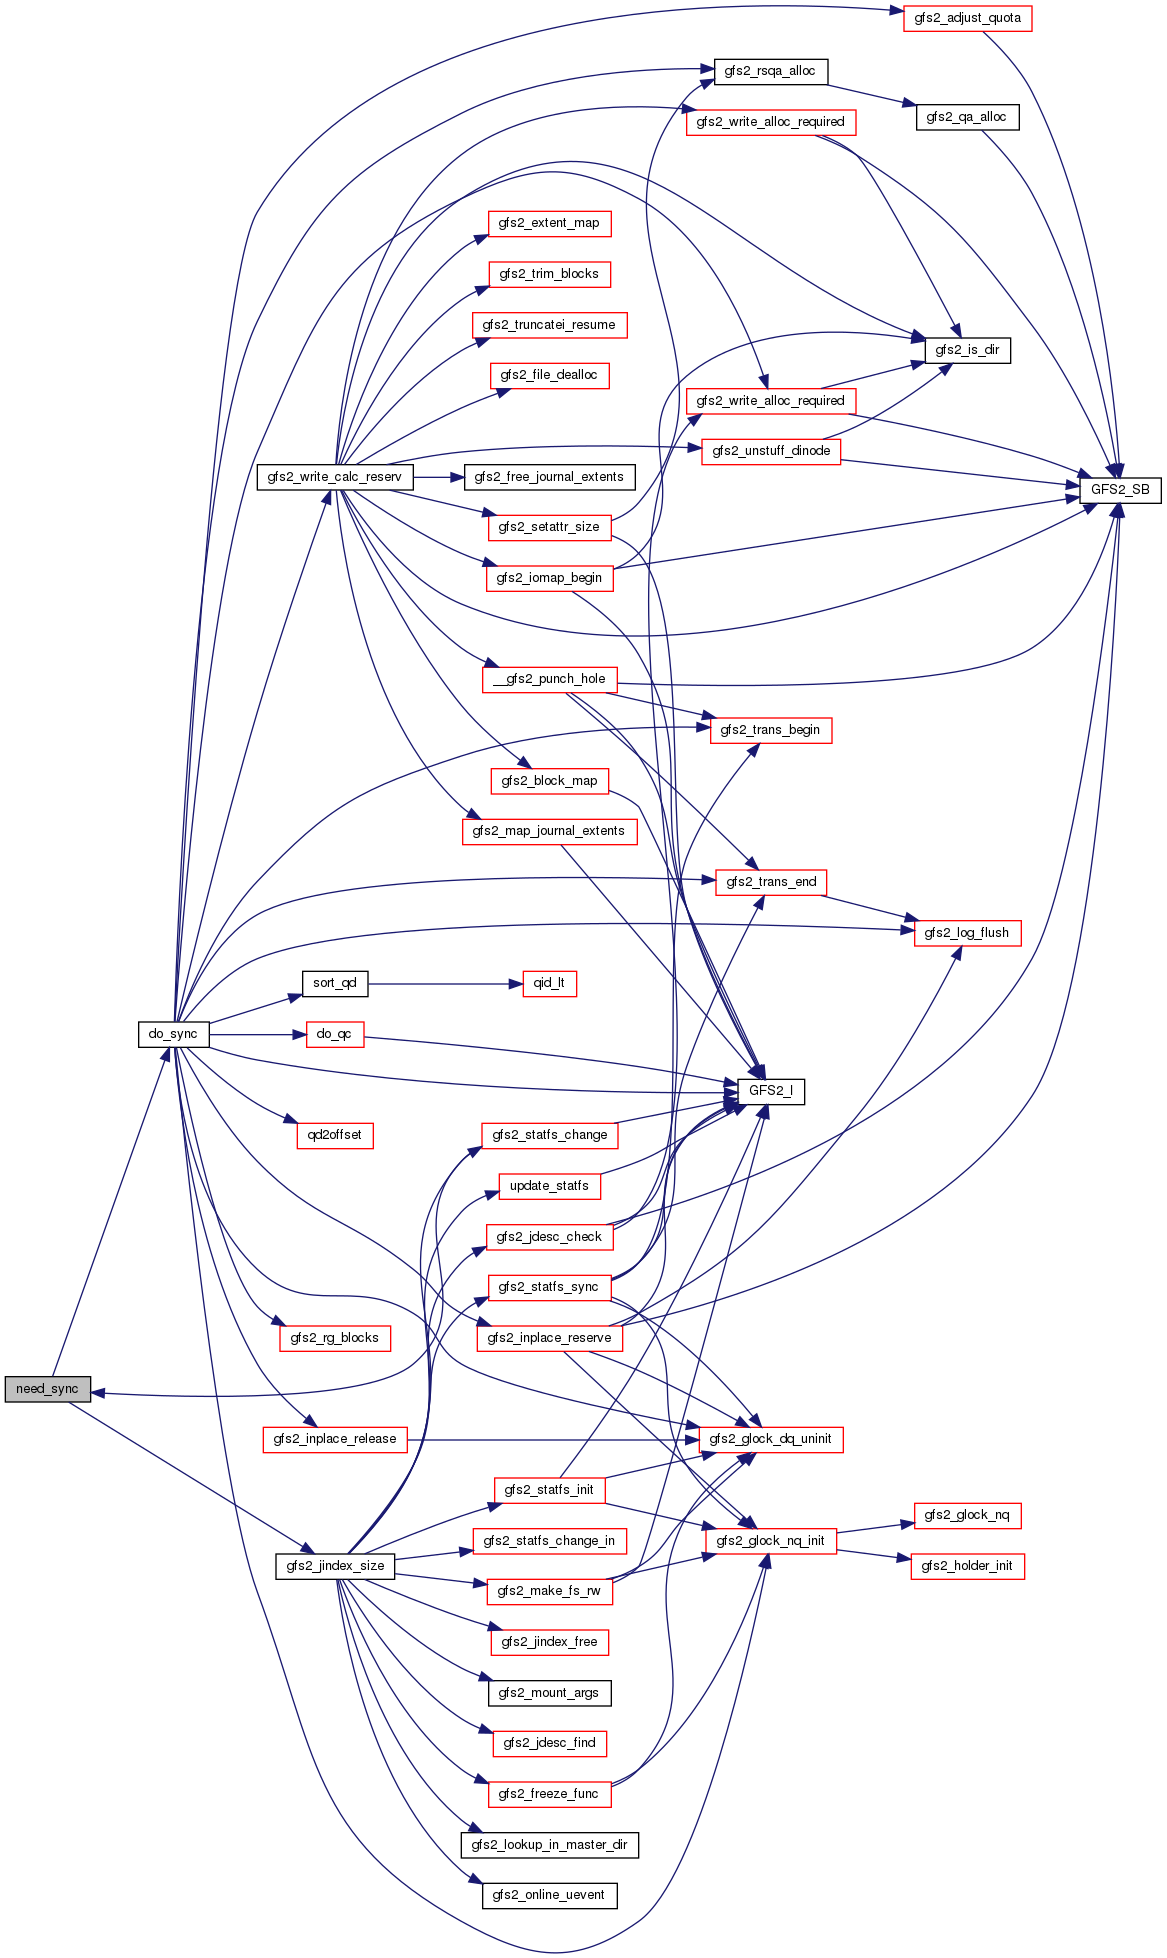 gfs2_adjust_quota
gfs2_rsqa_alloc
gfs2_qa_alloc
gfs2_write_alloc_required
gfs2_extent_map
gfs2_trim_blocks
gfs2_truncatei_resume
gfs2_is_dir
gfs2_file_dealloc
gfs2_write_alloc_required
gfs2_unstuff_dinode
gfs2_write_calc_reserv
gfs2_free_journal_extents
GFS2_SB
gfs2_setattr_size
gfs2_iomap_begin
__gfs2_punch_hole
gfs2_trans_begin
gfs2_block_map
gfs2_map_journal_extents
gfs2_trans_end
gfs2_log_flush
sort_qd
qid_lt
do_sync
do_qc
GFS2_I
qd2offset
gfs2_statfs_change
update_statfs
gfs2_jdesc_check
gfs2_statfs_sync
gfs2_rg_blocks
gfs2_inplace_reserve
need_sync
gfs2_inplace_release
gfs2_glock_dq_uninit
gfs2_statfs_init
gfs2_glock_nq
gfs2_statfs_change_in
gfs2_glock_nq_init
gfs2_jindex_size
gfs2_holder_init
gfs2_make_fs_rw
gfs2_jindex_free
gfs2_mount_args
gfs2_jdesc_find
gfs2_freeze_func
gfs2_lookup_in_master_dir
gfs2_online_uevent